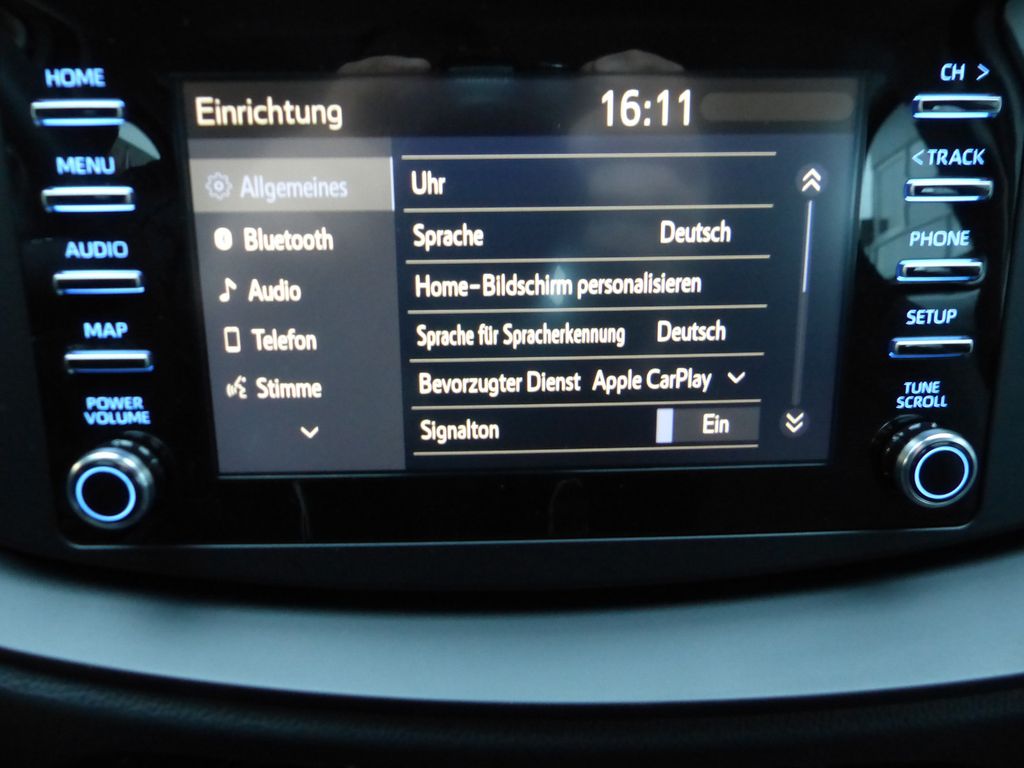 HOME
MENU
AUDIO
MAP
POWER
VOLUME
Einrichtung 16:11
Allgemeines
Bluetooth
Audio
Telefon
Stimme
Uhr
Sprache Deutsch
Home-Bildschirm personalisieren
Sprache für Spracherkennung Deutsch
Bevorzugter Dienst Apple CarPlay
Signalton Ein
CH >
< TRACK
PHONE
SETUP
TUNE
SCROLL